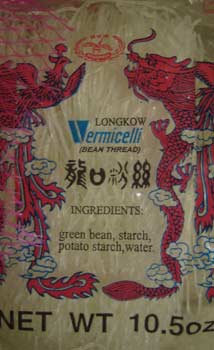 LONGKOW
Vermicelli
(BEAN THREAD)
龍口粉絲
INGREDIENTS:
green bean, starch,
potato starch,water.
NET WT 10.5oz